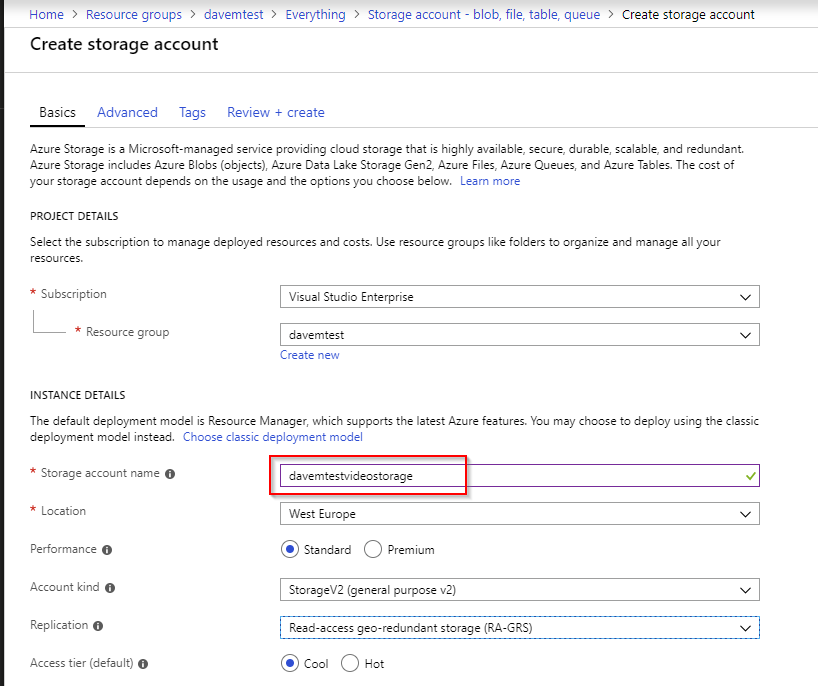 Home > Resource groups > davemtest > Everything > Storage account - blob, file, table, queue > Create storage account
Create storage account
Basics Advanced Tags Review + create
Azure Storage is a Microsoft-managed service providing cloud storage that is highly available, secure, durable, scalable, and redundant.
Azure Storage includes Azure Blobs (objects), Azure Data Lake Storage Gen2, Azure Files, Azure Queues, and Azure Tables. The cost of
your storage account depends on the usage and the options you choose below. Learn more
PROJECT DETAILS
Select the subscription to manage deployed resources and costs. Use resource groups like folders to organize and manage all your
resources.
* Subscription Visual Studio Enterprise
* Resource group davemtest
Create new
INSTANCE DETAILS
The default deployment model is Resource Manager, which supports the latest Azure features. You may choose to deploy using the classic
deployment model instead. Choose classic deployment model
* Storage account name davemtestvideostorage
* Location West Europe
Performance Standard Premium
Account kind StorageV2 (general purpose v2)
Replication Read-access geo-redundant storage (RA-GRS)
Access tier (default) Cool Hot